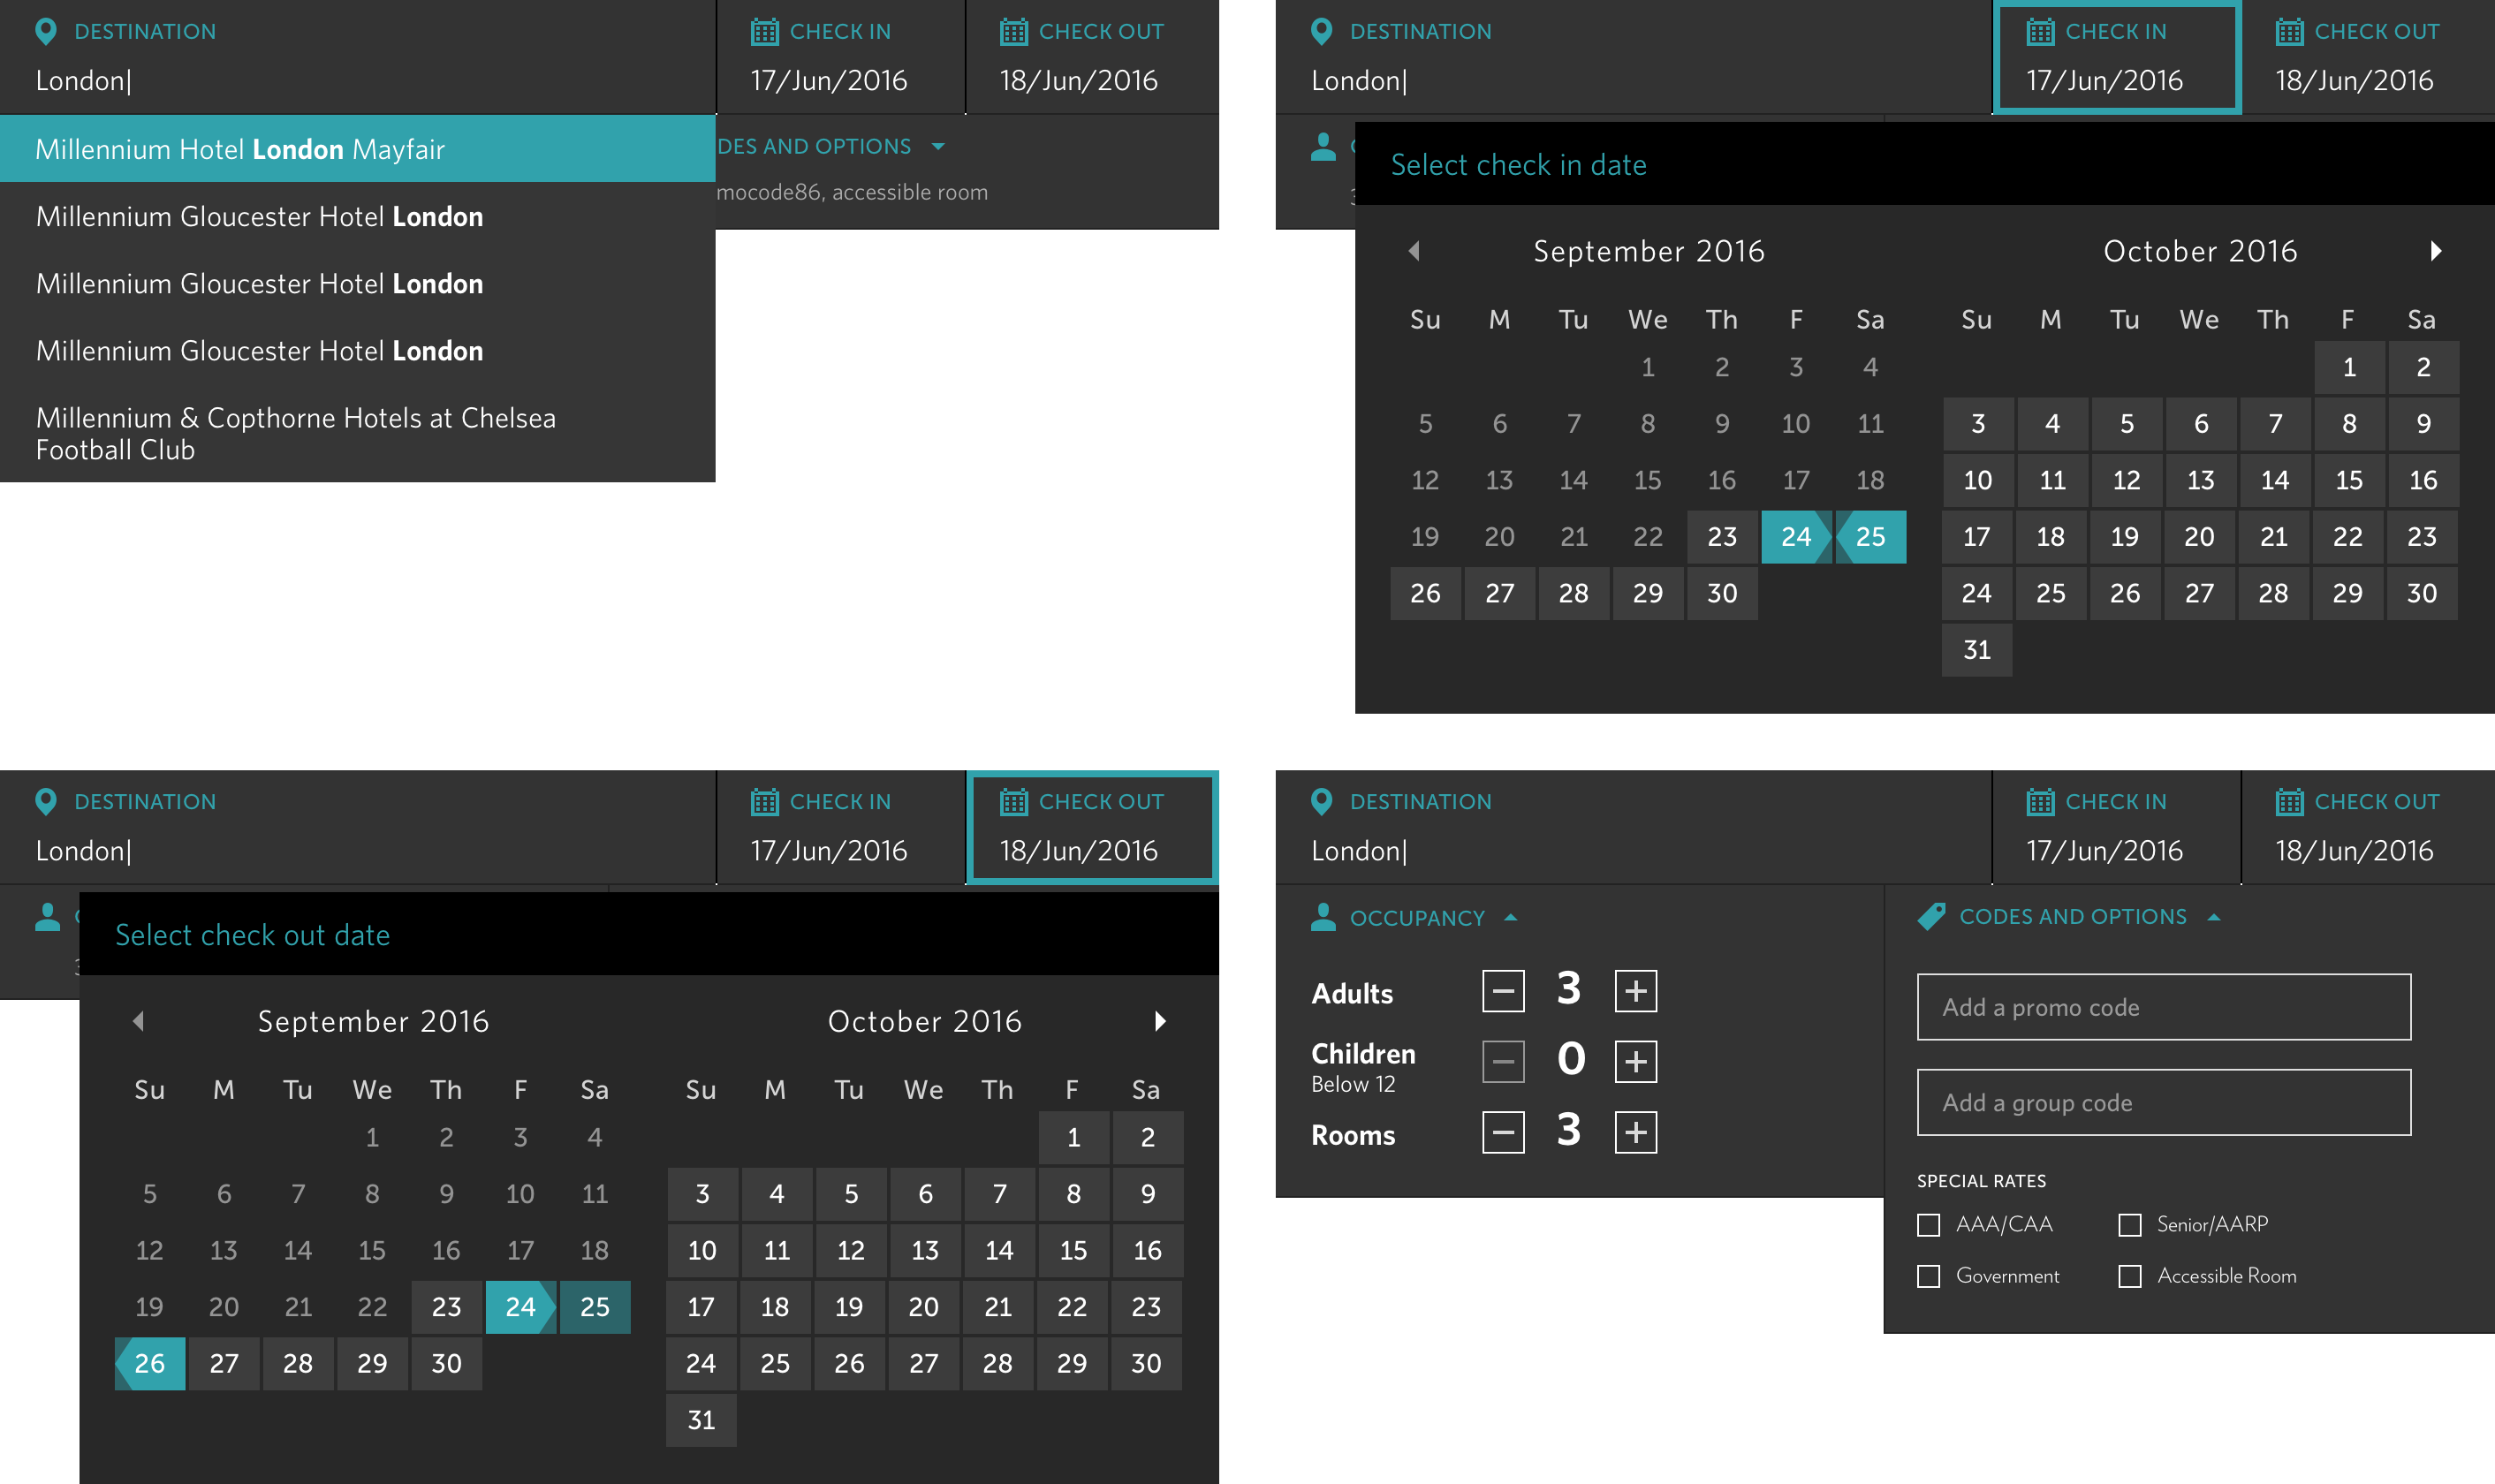 DESTINATION
London|
CHECK IN
17/Jun/2016
CHECK OUT
18/Jun/2016
Millennium Hotel London Mayfair
Millennium Gloucester Hotel London
Millennium Gloucester Hotel London
Millennium Gloucester Hotel London
Millennium & Copthorne Hotels at Chelsea
Football Club
DES AND OPTIONS
mocode86, accessible room
DESTINATION
London|
CHECK IN
17/Jun/2016
CHECK OUT
18/Jun/2016
Select check in date
September 2016
Su M Tu We Th F Sa
1 2 3 4
5 6 7 8 9 10 11
12 13 14 15 16 17 18
19 20 21 22 23 24 25
26 27 28 29 30
October 2016
Su M Tu We Th F Sa
1 2
3 4 5 6 7 8 9
10 11 12 13 14 15 16
17 18 19 20 21 22 23
24 25 26 27 28 29 30
31
DESTINATION
London|
CHECK IN
17/Jun/2016
CHECK OUT
18/Jun/2016
Select check out date
September 2016
Su M Tu We Th F Sa
1 2 3 4
5 6 7 8 9 10 11
12 13 14 15 16 17 18
19 20 21 22 23 24 25
26 27 28 29 30
October 2016
Su M Tu We Th F Sa
1 2
3 4 5 6 7 8 9
10 11 12 13 14 15 16
17 18 19 20 21 22 23
24 25 26 27 28 29 30
31
DESTINATION
London|
CHECK IN
17/Jun/2016
CHECK OUT
18/Jun/2016
OCCUPANCY
Adults 3
Children 0
Below 12
Rooms 3
CODES AND OPTIONS
Add a promo code
Add a group code
SPECIAL RATES
AAA/CAA Senior/AARP
Government Accessible Room